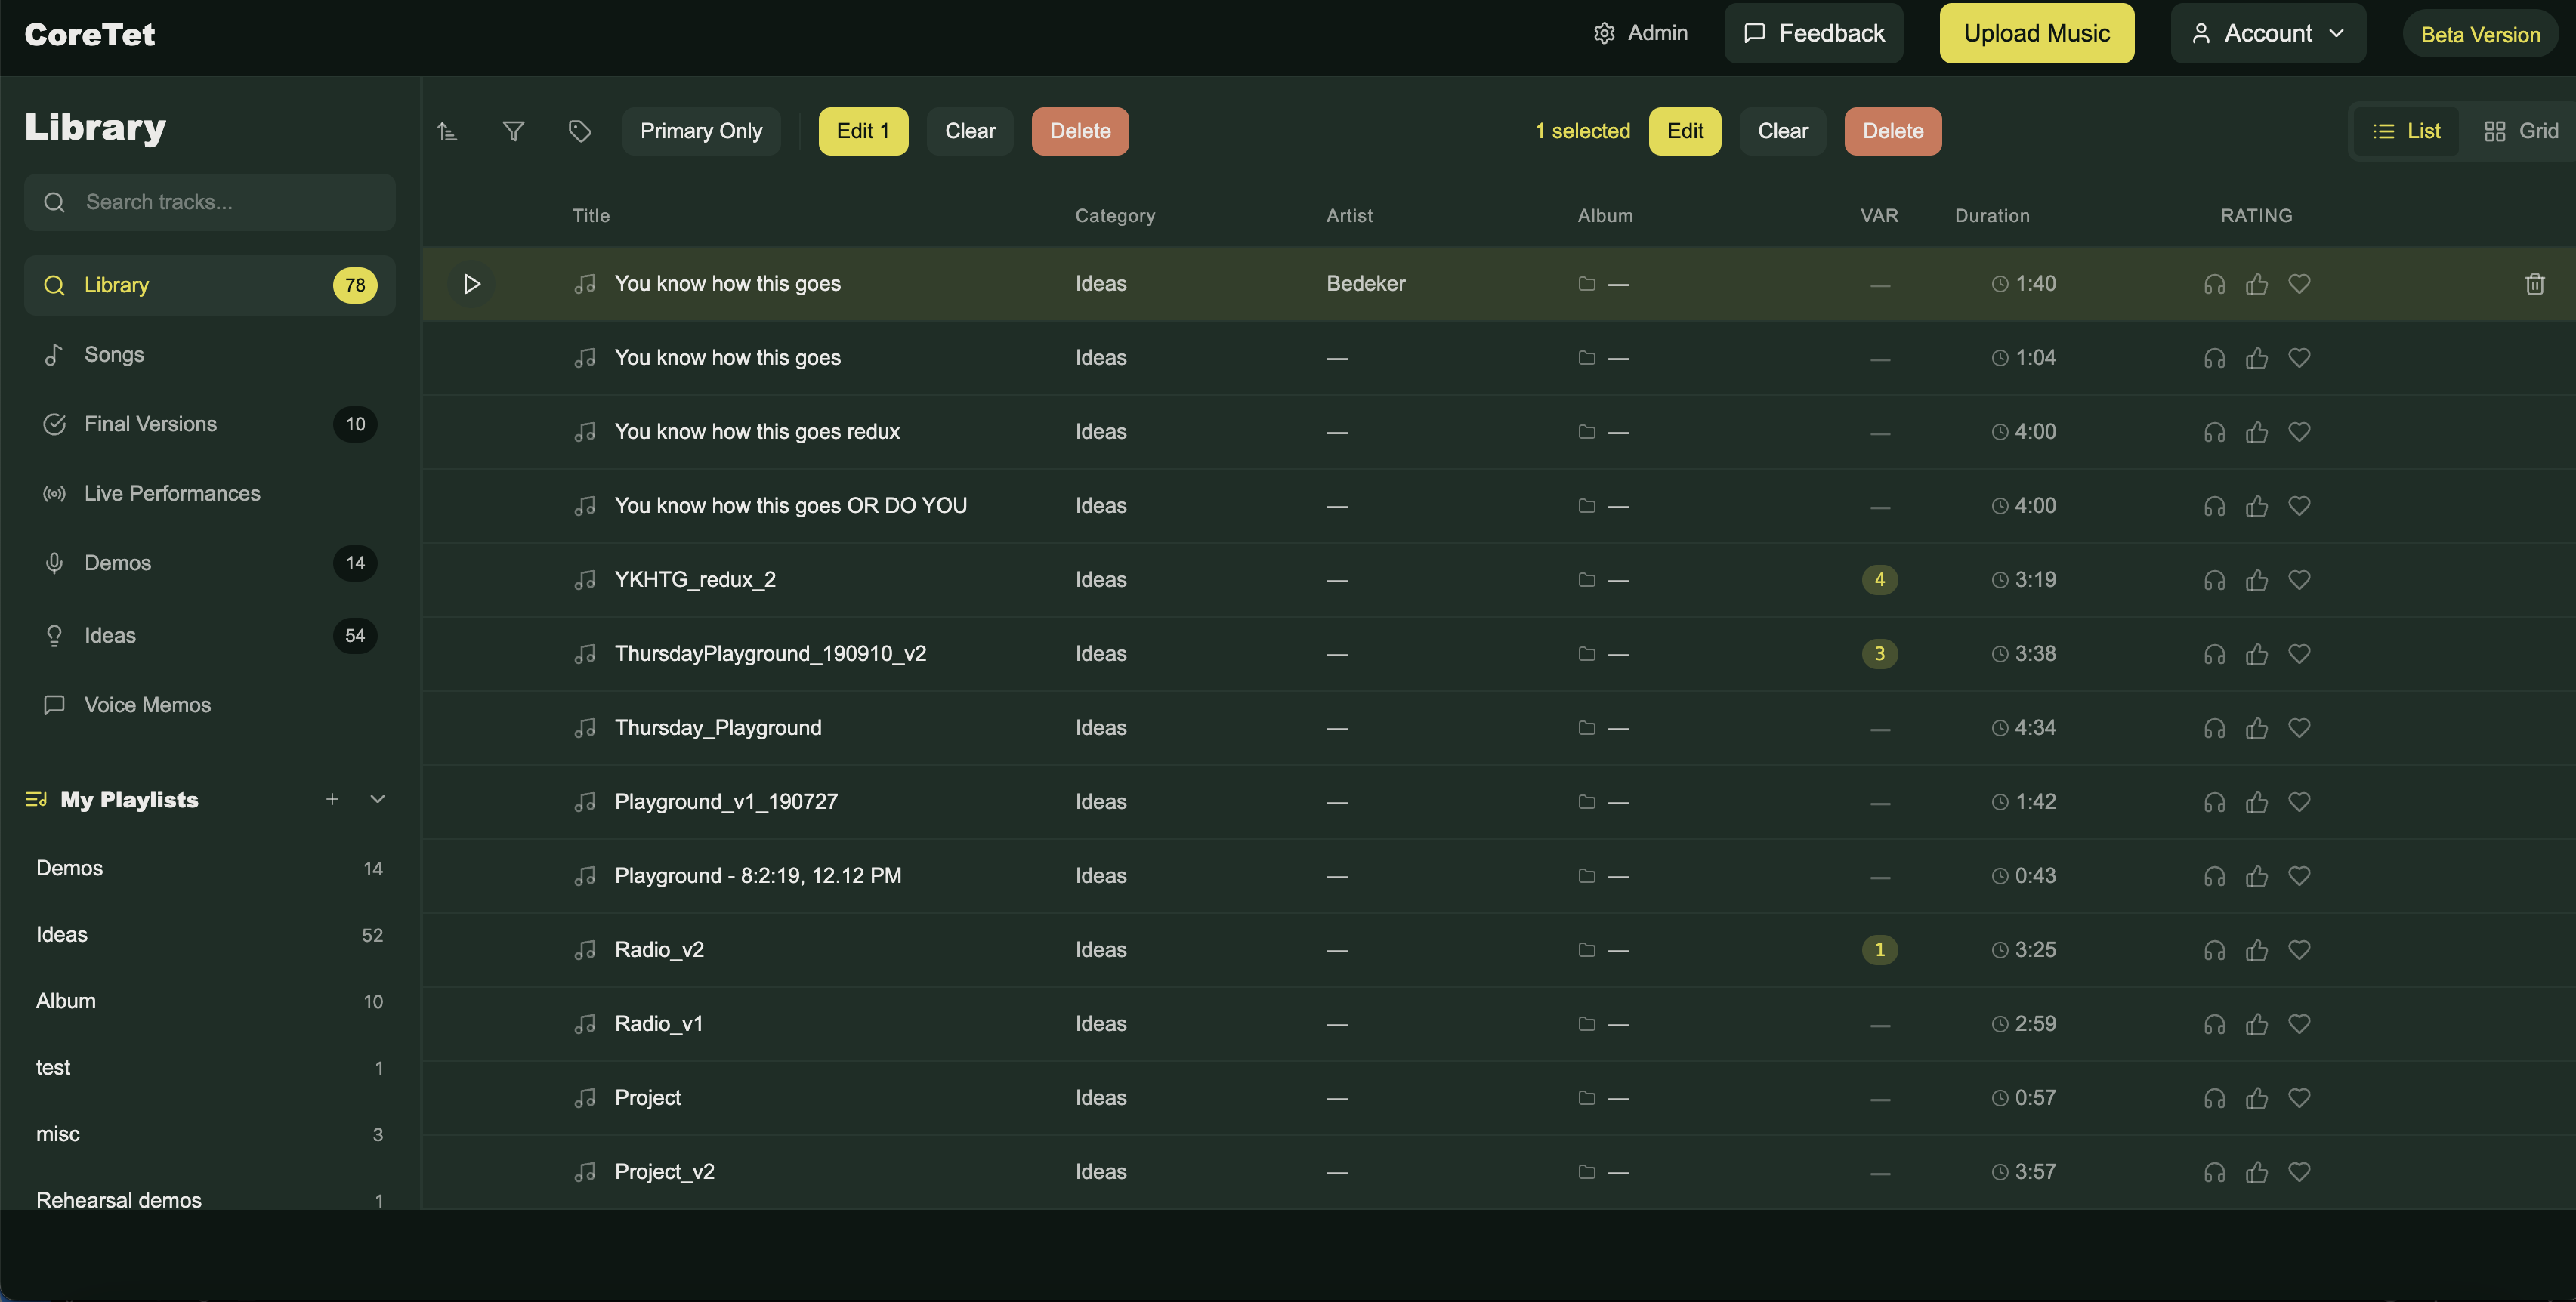 CoreTet
Admin
Feedback
Upload Music
Account
Beta Version
Library
Search tracks...
Library 78
Songs
Final Versions 10
Live Performances
Demos 14
Ideas 54
Voice Memos
My Playlists
Demos 14
Ideas 52
Album 10
test 1
misc 3
Rehearsal demos 1
Primary Only Edit 1 Clear Delete 1 selected Edit Clear Delete List Grid
Title Category Artist Album VAR Duration RATING
You know how this goes Ideas Bedeker — — 1:40
You know how this goes Ideas — — — 1:04
You know how this goes redux Ideas — — — 4:00
You know how this goes OR DO YOU Ideas — — — 4:00
YKHTG_redux_2 Ideas — — 4 3:19
ThursdayPlayground_190910_v2 Ideas — — 3 3:38
Thursday_Playground Ideas — — — 4:34
Playground_v1_190727 Ideas — — — 1:42
Playground - 8:2:19, 12.12 PM Ideas — — — 0:43
Radio_v2 Ideas — — 1 3:25
Radio_v1 Ideas — — — 2:59
Project Ideas — — — 0:57
Project_v2 Ideas — — — 3:57